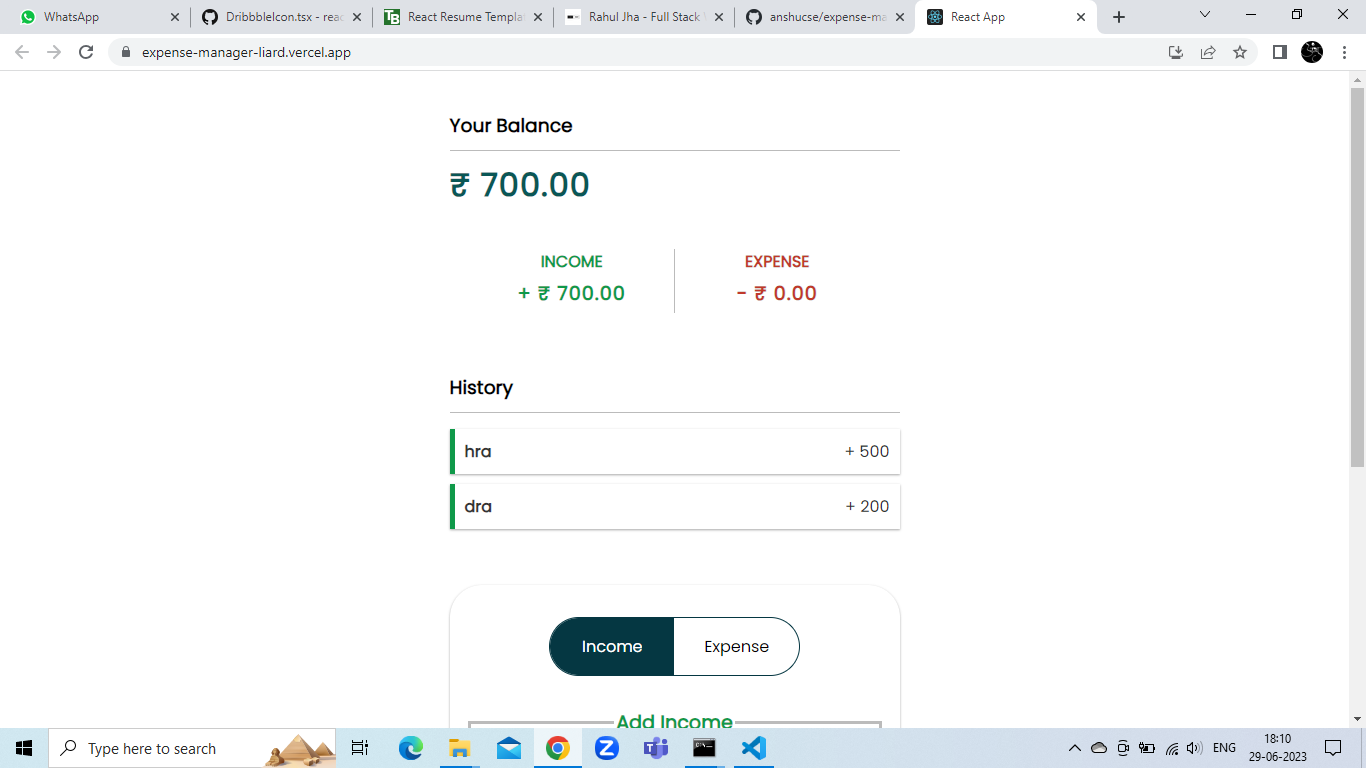 WhatsApp
DribbbleIcon.tsx - reac
React Resume Templat
Rahul Jha - Full Stack
anshucse/expense-ma
React App
expense-manager-liard.vercel.app
Your Balance
₹ 700.00
INCOME
EXPENSE
+ ₹ 700.00
- ₹ 0.00
History
hra
+ 500
dra
+ 200
Income
Expense
Add Income
Type here to search
ENG
18:10
29-06-2023